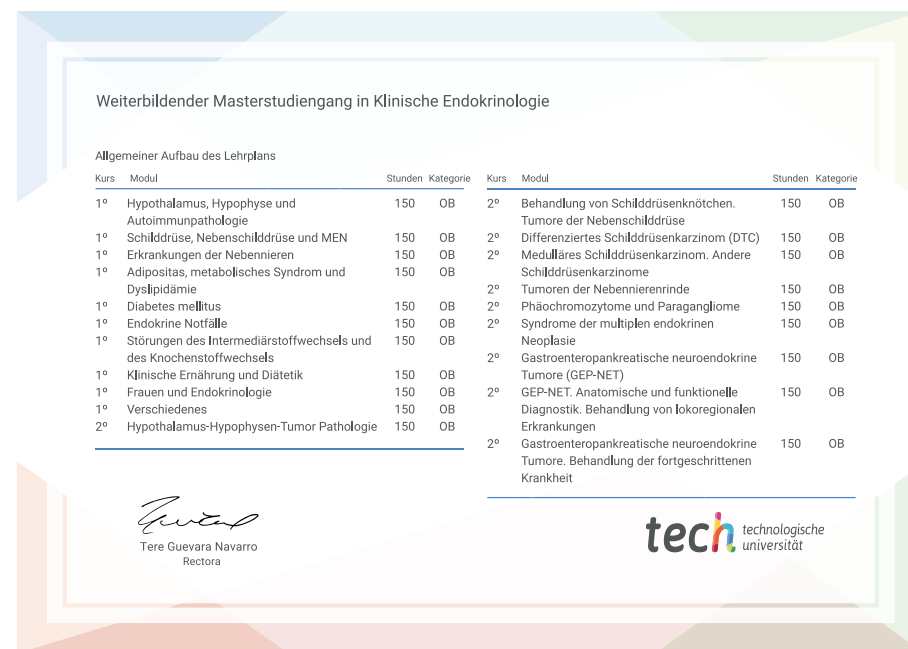 Weiterbildender Masterstudiengang in Klinische Endokrinologie
Allgemeiner Aufbau des Lehrplans
Kurs Modul Stunden Kategorie
1º Hypothalamus, Hypophyse und 150 OB
Autoimmunpathologie
1º Schilddrüse, Nebenschilddrüse und MEN 150 OB
1º Erkrankungen der Nebennieren 150 OB
1º Adipositas, metabolisches Syndrom und 150 OB
Dyslipidämie
1º Diabetes mellitus 150 OB
1º Endokrine Notfälle 150 OB
1º Störungen des Intermediärstoffwechsels und 150 OB
des Knochenstoffwechsels
1º Klinische Ernährung und Diätetik 150 OB
1º Frauen und Endokrinologie 150 OB
1º Verschiedenes 150 OB
2º Hypothalamus-Hypophysen-Tumor Pathologie 150 OB
Kurs Modul Stunden Kategorie
2º Behandlung von Schilddrüsenknötchen. 150 OB
Tumore der Nebenschilddrüse
2º Differenziertes Schilddrüsenkarzinom (DTC) 150 OB
2º Medulläres Schilddrüsenkarzinom. Andere 150 OB
Schilddrüsenkarzinome
2º Tumoren der Nebennierenrinde 150 OB
2º Phäochromozytome und Paragangliome 150 OB
2º Syndrome der multiplen endokrinen 150 OB
Neoplasie
2º Gastroenteropankreatische neuroendokrine 150 OB
Tumore (GEP-NET)
2º GEP-NET. Anatomische und funktionelle 150 OB
Diagnostik. Behandlung von lokoregionalen
Erkrankungen
2º Gastroenteropankreatische neuroendokrine 150 OB
Tumore. Behandlung der fortgeschrittenen
Krankheit
Tere Guevara Navarro
Rectora
tech technologische
universität